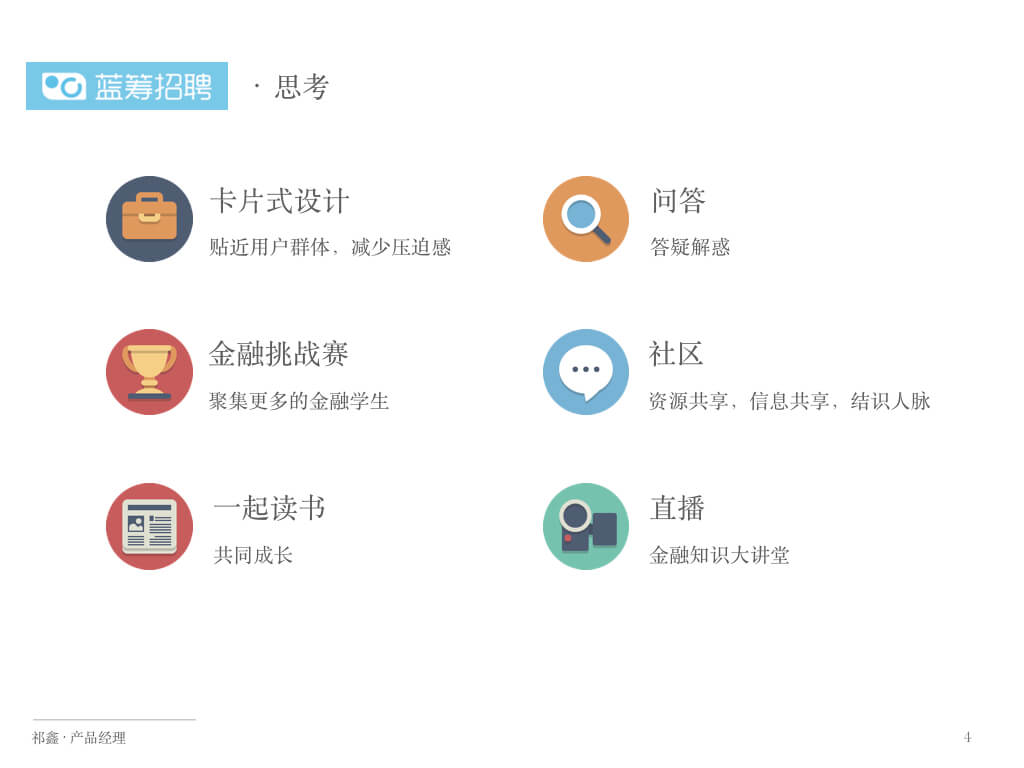 蓝筹招聘 · 思考
卡片式设计
贴近用户群体，减少压迫感
问答
答疑解惑
金融挑战赛
聚集更多的金融学生
社区
资源共享，信息共享，结识人脉
一起读书
共同成长
直播
金融知识大讲堂
祁鑫 · 产品经理
4